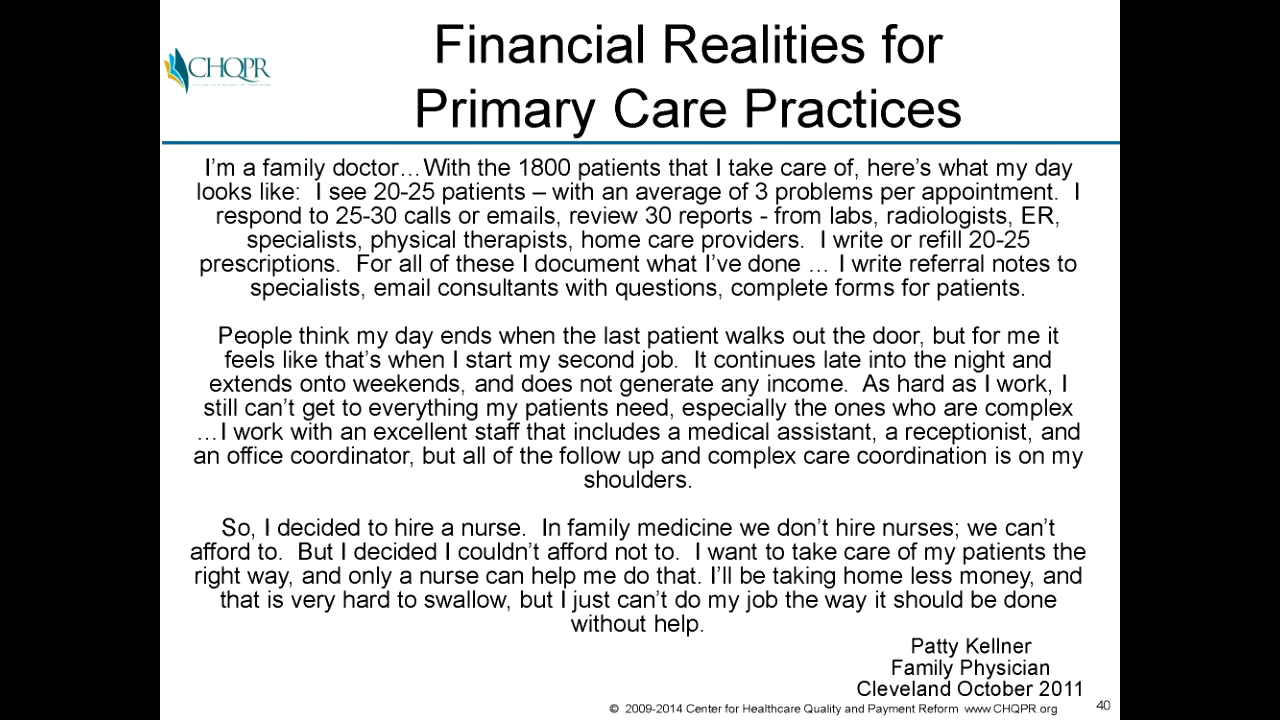 Financial Realities for
Primary Care Practices
CHQPR
I’m a family doctor…With the 1800 patients that I take care of, here’s what my day
looks like:  I see 20-25 patients – with an average of 3 problems per appointment.  I
respond to 25-30 calls or emails, review 30 reports - from labs, radiologists, ER,
specialists, physical therapists, home care providers.  I write or refill 20-25
prescriptions.  For all of these I document what I’ve done … I write referral notes to
specialists, email consultants with questions, complete forms for patients.
People think my day ends when the last patient walks out the door, but for me it
feels like that’s when I start my second job.  It continues late into the night and
extends onto weekends, and does not generate any income.  As hard as I work, I
still can’t get to everything my patients need, especially the ones who are complex
…I work with an excellent staff that includes a medical assistant, a receptionist, and
an office coordinator, but all of the follow up and complex care coordination is on my
shoulders.
So, I decided to hire a nurse.  In family medicine we don’t hire nurses; we can’t
afford to.  But I decided I couldn’t afford not to.  I want to take care of my patients the
right way, and only a nurse can help me do that. I’ll be taking home less money, and
that is very hard to swallow, but I just can’t do my job the way it should be done
without help.
Patty Kellner
Family Physician
Cleveland October 2011
© 2009-2014 Center for Healthcare Quality and Payment Reform www.CHQPR.org
40